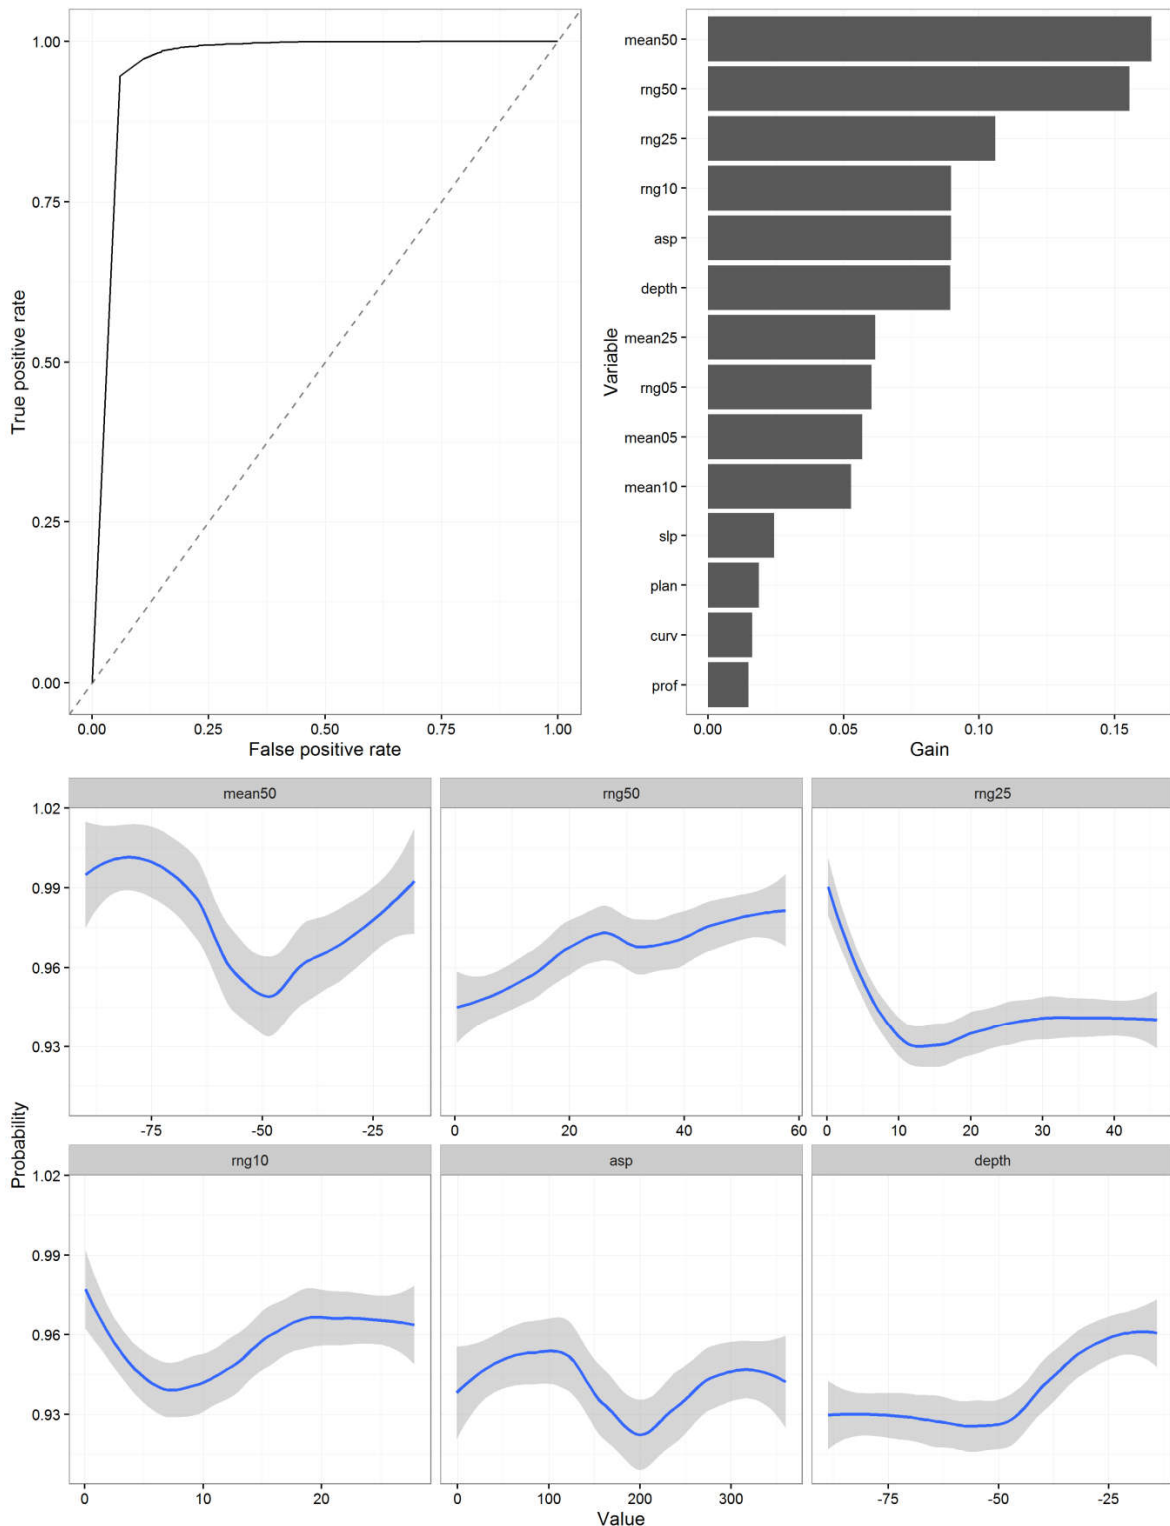 1.00
0.75
0.50
0.25
0.00
True positive rate
0.00 0.25 0.50 0.75 1.00
False positive rate
mean50
rng50
rng25
rng10
asp
depth
mean25
rng05
mean05
mean10
slp
plan
curv
prof
Variable
0.00 0.05 0.10 0.15
Gain
mean50 rng50 rng25
1.02
0.99
0.96
0.93
-75 -50 -25 0 20 40 60 0 10 20 30 40
Probability
rng10 asp depth
1.02
0.99
0.96
0.93
0 10 20 0 100 200 300 -75 -50 -25
Value